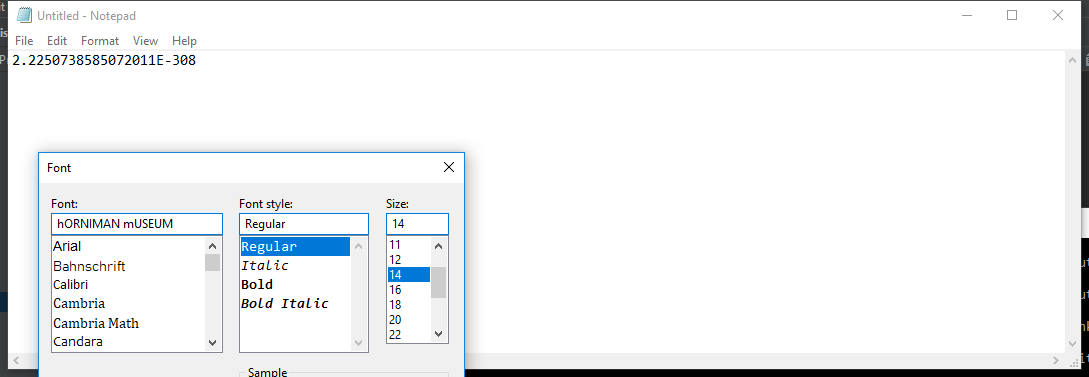 Untitled - Notepad
File Edit Format View Help
2.2250738585072011E-308
Font
Font: Font style: Size:
hORNIMAN mUSEUM Regular 14
Arial Regular 11
Bahnschrift Italic 12
Calibri Bold 14
Cambria Bold Italic 16
Cambria Math 18
Candara 20
22
Sample